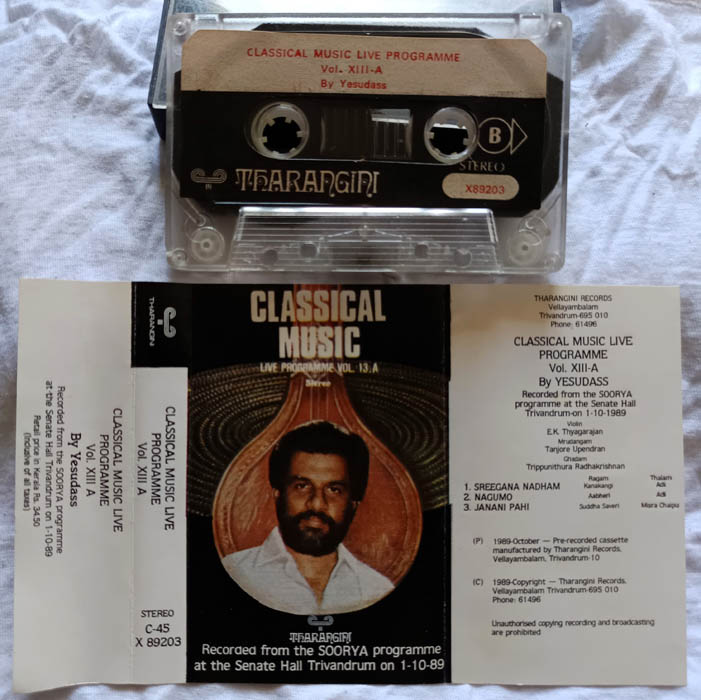 CLASSICAL MUSIC LIVE PROGRAMME
Vol. XIII-A
By Yesudass
B
STEREO
IN
THARANGINI
X89203
Recorded from the SOORYA programme
at the Senate Hall Trivandrum on 1-10-89
Retail price in Kerala Rs. 34.50
(Inclusive of all taxes)
CLASSICAL MUSIC LIVE
PROGRAMME
Vol. XIII A
By Yesudass
THARANGINI
CLASSICAL MUSIC LIVE
PROGRAMME
Vol. XIII A
STEREO
C-45
X 89203
CLASSICAL
MUSIC
LIVE PROGRAMME VOL. 13.A
Stereo
THARANGINI
Recorded from the SOORYA programme
at the Senate Hall Trivandrum on 1-10-89
THARANGINI RECORDS
Vellayambalam
Trivandrum-695 010
Phone: 61496
CLASSICAL MUSIC LIVE
PROGRAMME
Vol. XIII-A
By YESUDASS
Recorded from the SOORYA
programme at the Senate Hall
Trivandrum-on 1-10-1989
Violin
E.K. Thyagarajan
Mrudangam
Tanjore Upendran
Ghadam
Trippunithura Radhakrishnan
Ragam Thalam
1. SREEGANA NADHAM Kanakangi Adi
2. NAGUMO Aabheri Adi
3. JANANI PAHI Suddha Saveri Misra Chapu
(P) 1989-October — Pre-recorded cassette
manufactured by Tharangini Records,
Vellayambalam, Trivandrum-10
(C) 1989-Copyright — Tharangini Records,
Vellayambalam Trivandrum-695 010
Phone: 61496
Unauthorised copying recording and broadcasting
are prohibited